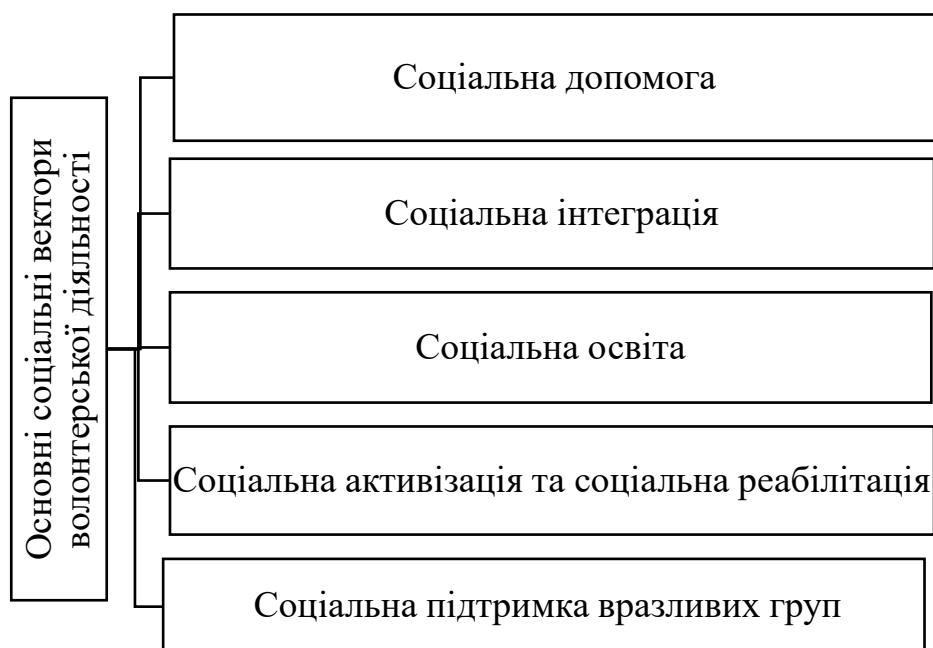 Основні соціальні вектори
волонтерської діяльності
Соціальна допомога
Соціальна інтеграція
Соціальна освіта
Соціальна активізація та соціальна реабілітація
Соціальна підтримка вразливих груп